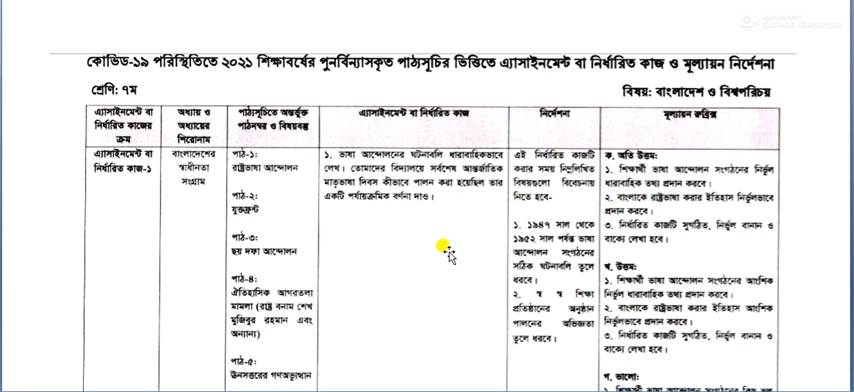 কোভিড-১৯ পরিস্থিতিতে ২০২১ শিক্ষাবর্ষের পুনর্বিন্যাসকৃত পাঠ্যসূচির ভিত্তিতে এ্যাসাইনমেন্ট বা নির্ধারিত কাজ ও মূল্যায়ন নির্দেশনা
শ্রেণি: ৭ম
বিষয়: বাংলাদেশ ও বিশ্বপরিচয়
এ্যাসাইনমেন্ট বা
নির্ধারিত কাজের
ক্রম
অধ্যায় ও
অধ্যায়ের
শিরোনাম
পাঠ্যসূচিতে অন্তর্ভুক্ত
পাঠনম্বর ও বিষয়বস্তু
এ্যাসাইনমেন্ট বা নির্ধারিত কাজ
নির্দেশনা
মূল্যায়ন রুব্রিক্স
এ্যাসাইনমেন্ট বা
নির্ধারিত কাজ-১
বাংলাদেশের
স্বাধীনতা
সংগ্রাম
পাঠ-১:
রাষ্ট্রভাষা আন্দোলন
পাঠ-২:
যুক্তফ্রন্ট
পাঠ-৩:
ছয় দফা আন্দোলন
পাঠ-৪:
ঐতিহাসিক আগরতলা
মামলা (রাষ্ট্র বনাম শেখ
মুজিবুর রহমান এবং
অন্যান্য)
পাঠ-৫:
ঊনসত্তরের গণঅভ্যুত্থান
১. ভাষা আন্দোলনের ঘটনাবলি ধারাবাহিকভাবে
লেখ। তোমাদের বিদ্যালয়ে সর্বশেষ আন্তর্জাতিক
মাতৃভাষা দিবস কীভাবে পালন করা হয়েছিল তার
একটি পর্যায়ক্রমিক বর্ণনা দাও।
এই নির্ধারিত কাজটি
করার সময় নিম্নলিখিত
বিষয়গুলো বিবেচনায়
নিতে হবে-
১. ১৯৪৭ সাল থেকে
১৯৫২ সাল পর্যন্ত ভাষা
আন্দোলন সংগঠনের
সঠিক ঘটনাবলি তুলে
ধরবে।
২. স্ব স্ব শিক্ষা
প্রতিষ্ঠানের অনুষ্ঠান
পালনের অভিজ্ঞতা
তুলে ধরবে।
ক. অতি উত্তম:
১. শিক্ষার্থী ভাষা আন্দোলন সংগঠনের নির্ভুল
ধারাবাহিক তথ্য প্রদান করবে।
২. বাংলাকে রাষ্ট্রভাষা করার ইতিহাস নির্ভুলভাবে
প্রদান করবে।
৩. নির্ধারিত কাজটি সুগঠিত, নির্ভুল বানান ও
বাক্যে লেখা হবে।
খ. উত্তম:
১. শিক্ষার্থী ভাষা আন্দোলন সংগঠনের আংশিক
নির্ভুল ধারাবাহিক তথ্য প্রদান করবে।
২. বাংলাকে রাষ্ট্রভাষা করার ইতিহাস আংশিক
নির্ভুলভাবে প্রদান করবে।
৩. নির্ধারিত কাজটি সুগঠিত, নির্ভুল বানান ও
বাক্যে লেখা হবে।
গ. ভালো: